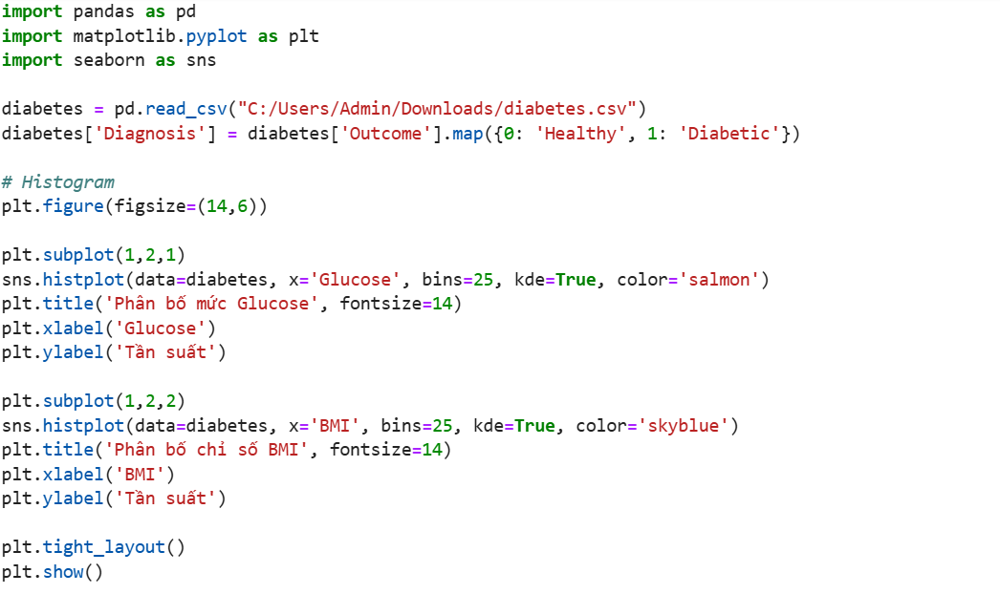 import pandas as pd
import matplotlib.pyplot as plt
import seaborn as sns

diabetes = pd.read_csv("C:/Users/Admin/Downloads/diabetes.csv")
diabetes['Diagnosis'] = diabetes['Outcome'].map({0: 'Healthy', 1: 'Diabetic'})

# Histogram
plt.figure(figsize=(14,6))

plt.subplot(1,2,1)
sns.histplot(data=diabetes, x='Glucose', bins=25, kde=True, color='salmon')
plt.title('Phân bố mức Glucose', fontsize=14)
plt.xlabel('Glucose')
plt.ylabel('Tần suất')

plt.subplot(1,2,2)
sns.histplot(data=diabetes, x='BMI', bins=25, kde=True, color='skyblue')
plt.title('Phân bố chỉ số BMI', fontsize=14)
plt.xlabel('BMI')
plt.ylabel('Tần suất')

plt.tight_layout()
plt.show()